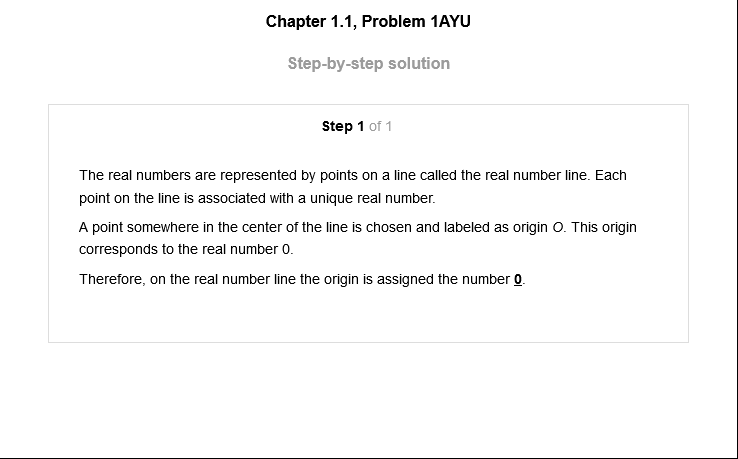 Chapter 1.1, Problem 1AYU
Step-by-step solution
Step 1 of 1
The real numbers are represented by points on a line called the real number line. Each
point on the line is associated with a unique real number.
A point somewhere in the center of the line is chosen and labeled as origin O. This origin
corresponds to the real number 0.
Therefore, on the real number line the origin is assigned the number 0.